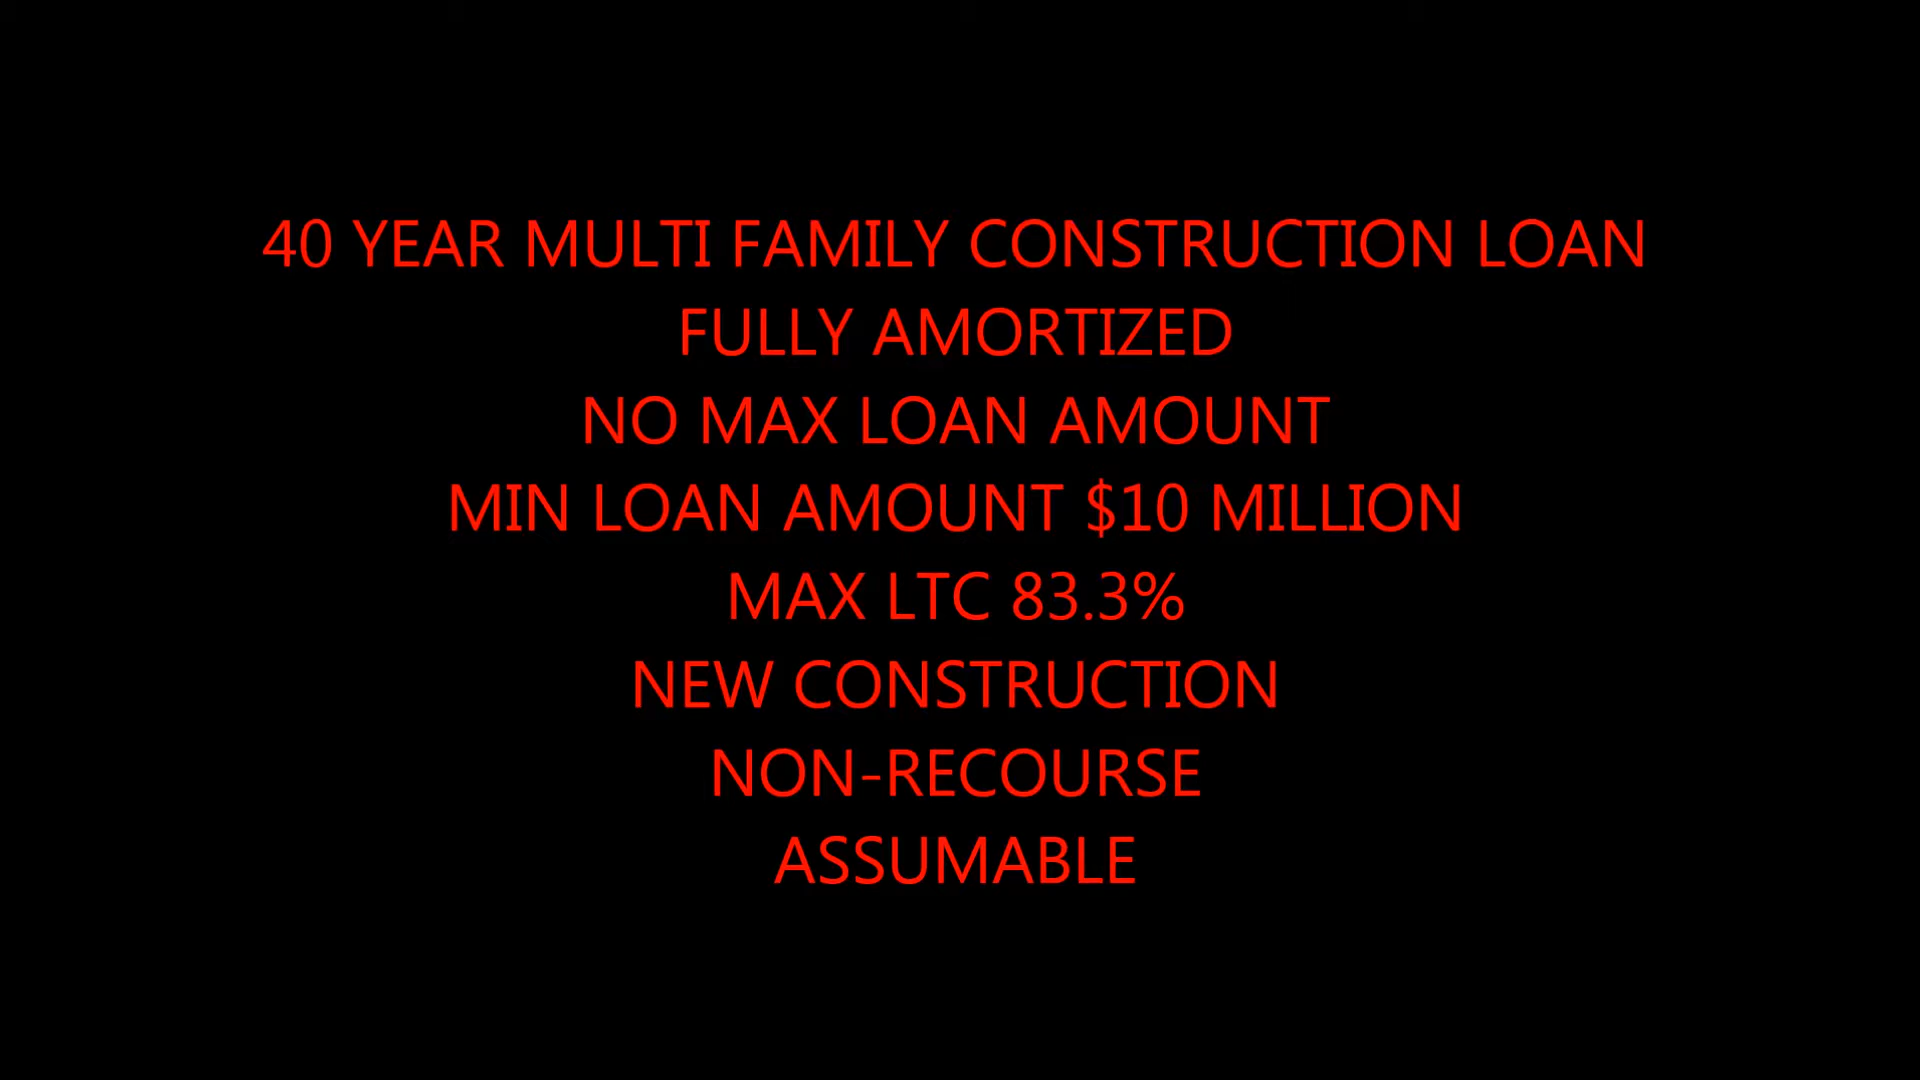 40 YEAR MULTI FAMILY CONSTRUCTION LOAN
FULLY AMORTIZED
NO MAX LOAN AMOUNT
MIN LOAN AMOUNT $10 MILLION
MAX LTC 83.3%
NEW CONSTRUCTION
NON-RECOURSE
ASSUMABLE